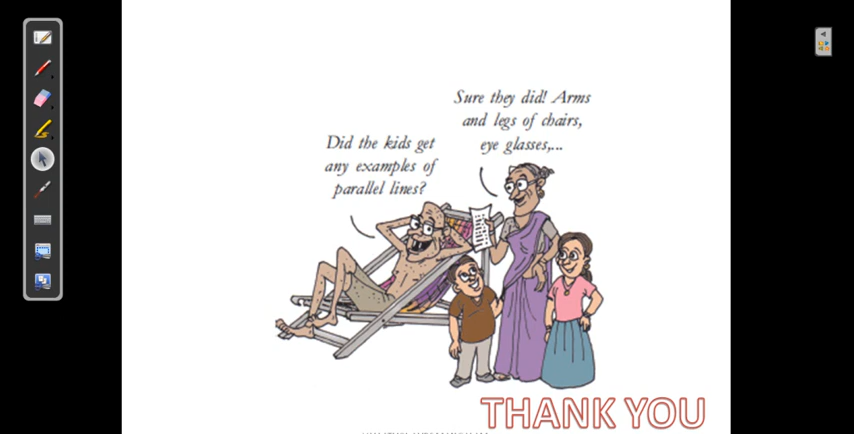 Sure they did! Arms
and legs of chairs,
eye glasses,...
Did the kids get
any examples of
parallel lines?
THANK YOU